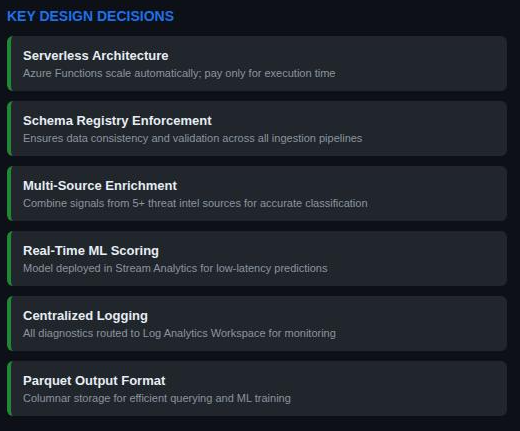 KEY DESIGN DECISIONS
Serverless Architecture
Azure Functions scale automatically; pay only for execution time
Schema Registry Enforcement
Ensures data consistency and validation across all ingestion pipelines
Multi-Source Enrichment
Combine signals from 5+ threat intel sources for accurate classification
Real-Time ML Scoring
Model deployed in Stream Analytics for low-latency predictions
Centralized Logging
All diagnostics routed to Log Analytics Workspace for monitoring
Parquet Output Format
Columnar storage for efficient querying and ML training